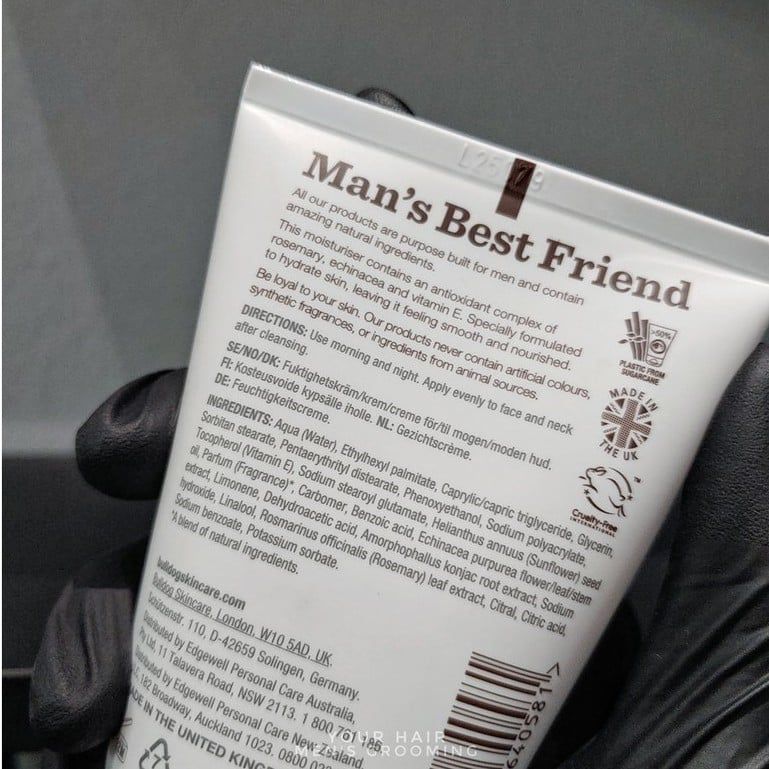 Man's Best Friend
All our products are purpose built for men and contain
amazing natural ingredients.
This moisturiser contains an antioxidant complex of
rosemary, echinacea and vitamin E. Specially formulated
to hydrate skin, leaving it feeling smooth and nourished.
Be loyal to your skin. Our products never contain artificial colours,
synthetic fragrances, or ingredients from animal sources.
DIRECTIONS: Use morning and night. Apply evenly to face and neck
after cleansing.
SE/NO/DK: Fuktighetskräm/krem/creme för/til mogen/moden hud.
FI: Kosteusvoide kypsälle iholle. NL: Gezichtscrème.
DE: Feuchtigkeitscreme.
INGREDIENTS: Aqua (Water), Ethylhexyl palmitate, Caprylic/capric triglyceride, Glycerin,
Sorbitan stearate, Pentaerythrityl distearate, Phenoxyethanol, Sodium polyacrylate,
Tocopherol (Vitamin E), Sodium stearoyl glutamate, Helianthus annuus (Sunflower) seed
oil, Parfum (Fragrance)*, Carbomer, Benzoic acid, Echinacea purpurea flower/leaf/stem
extract, Limonene, Dehydroacetic acid, Amorphophallus konjac root extract, Sodium
hydroxide, Linalool, Rosmarinus officinalis (Rosemary) leaf extract, Citral, Citric acid,
Sodium benzoate, Potassium sorbate.
*A blend of natural ingredients.
>50%
PLASTIC FROM
SUGARCANE
MADE IN
THE UK
Cruelty-free
INTERNATIONAL
TM
bulldogskincare.com
Bulldog Skincare, London, W10 5AD, UK.
Schützenstr. 110, D-42659 Solingen, Germany.
Distributed by Edgewell Personal Care Australia
Pty Ltd, 11 Talavera Road, NSW 2113. 1 800
Distributed by Edgewell Personal Care New Zealand
182 Broadway, Auckland 1023. 0800
MADE IN THE UNITED
640581
YOUR HAIR
MEN'S GROOMING